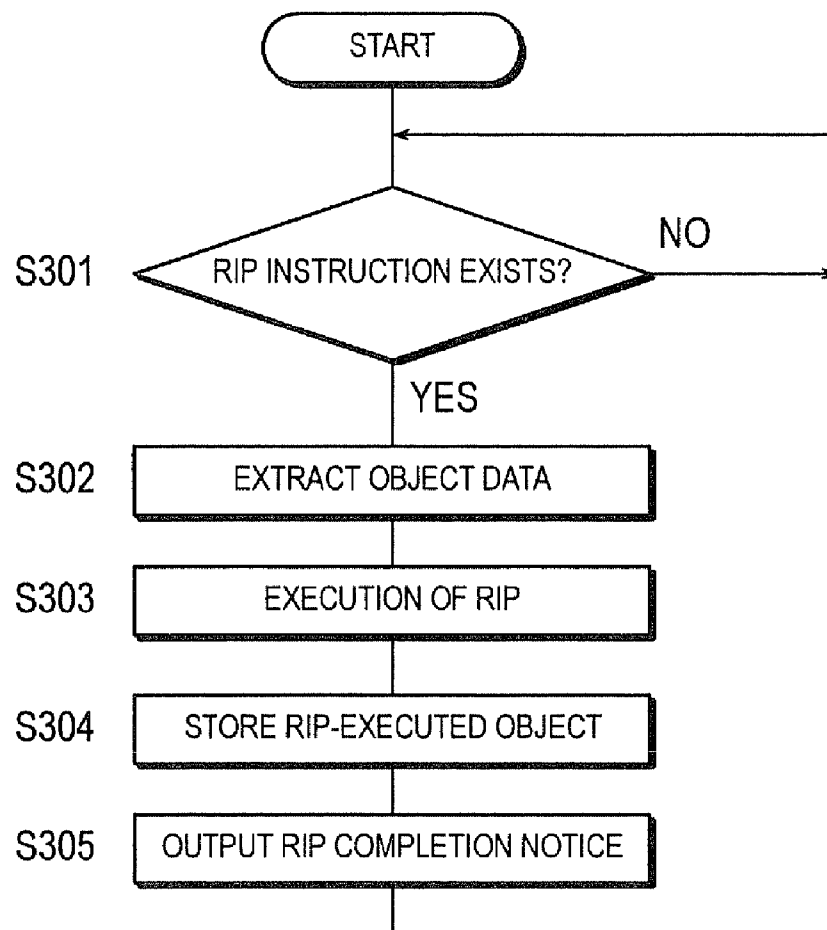 START
S301
RIP INSTRUCTION EXISTS?
NO
YES
S302
EXTRACT OBJECT DATA
S303
EXECUTION OF RIP
S304
STORE RIP-EXECUTED OBJECT
S305
OUTPUT RIP COMPLETION NOTICE